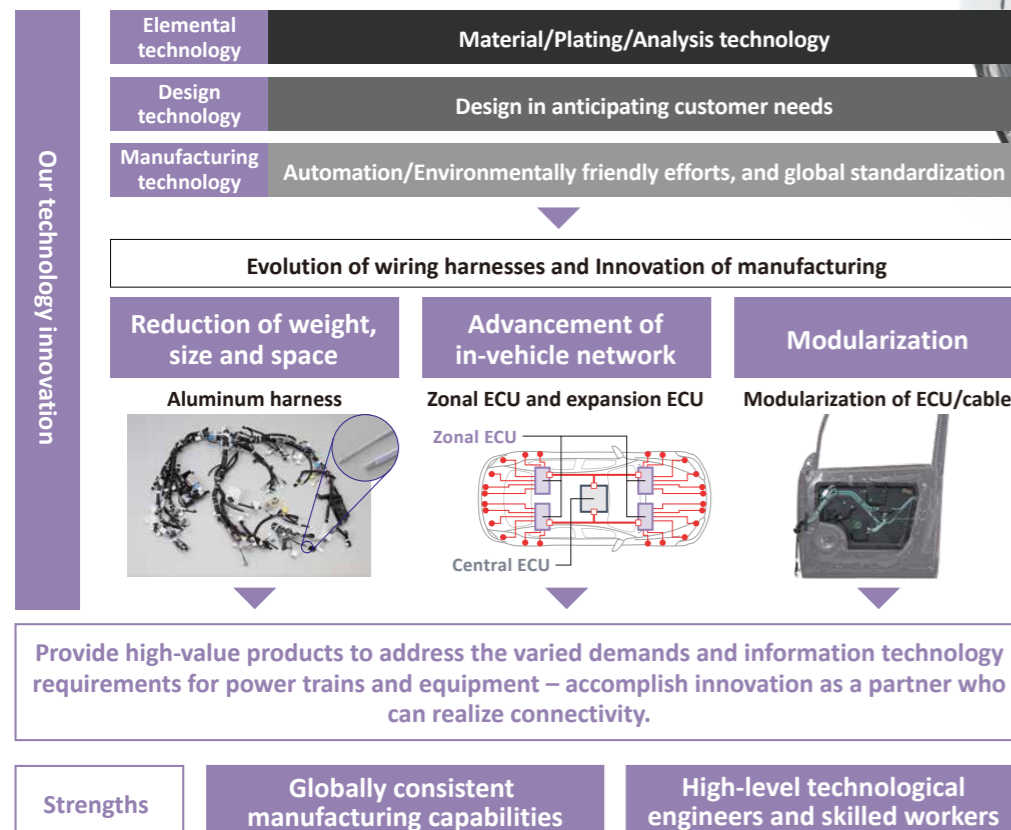 Our technology innovation
Elemental
technology
Material/Plating/Analysis technology
Design
technology
Design in anticipating customer needs
Manufacturing
technology
Automation/Environmentally friendly efforts, and global standardization
Evolution of wiring harnesses and Innovation of manufacturing
Reduction of weight,
size and space
Advancement of
in-vehicle network
Modularization
Aluminum harness
Zonal ECU and expansion ECU
Modularization of ECU/cable
Zonal ECU
Central ECU
Provide high-value products to address the varied demands and information technology
requirements for power trains and equipment – accomplish innovation as a partner who
can realize connectivity.
Strengths
Globally consistent
manufacturing capabilities
High-level technological
engineers and skilled workers